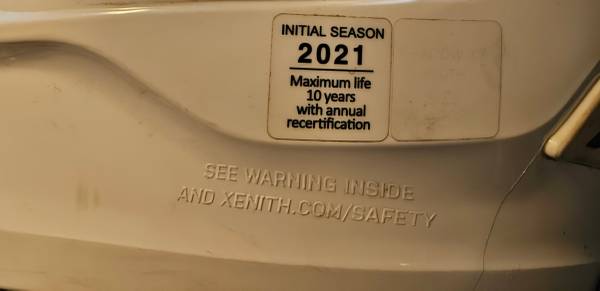 INITIAL SEASON
2021
Maximum life
10 years
with annual
recertification
SEE WARNING INSIDE
AND XENITH.COM/SAFETY